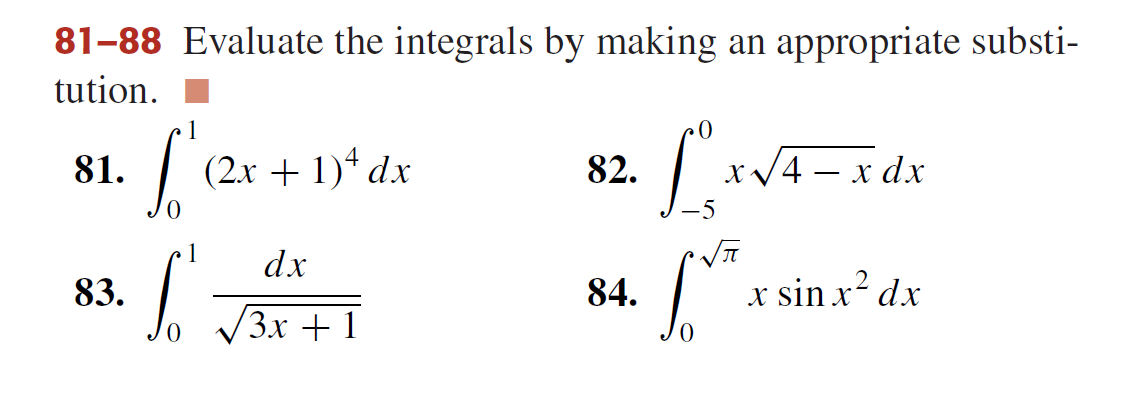 81–88 Evaluate the integrals by making an appropriate substi-
tution.
81. ∫₀¹ (2x + 1)⁴ dx
82. ∫₋₅⁰ x√(4 − x) dx
83. ∫₀¹ dx/√(3x + 1)
84. ∫₀^√π x sin x² dx